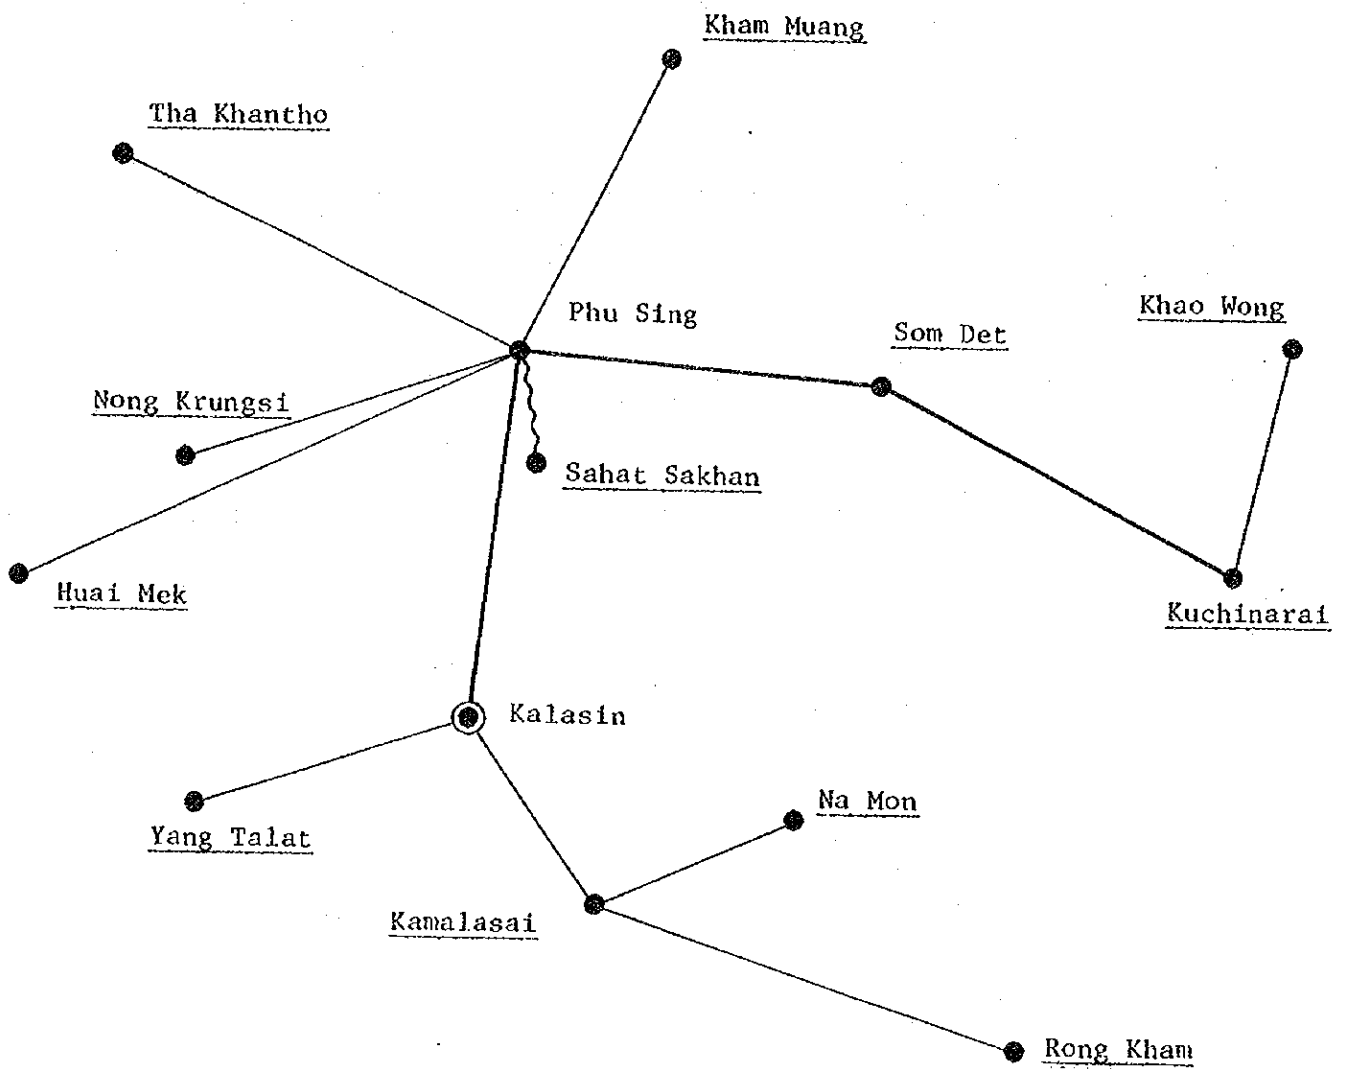 Kham Muang
Tha Khantho
Phu Sing
Khao Wong
Som Det
Nong Krungsi
Sahat Sakhan
Huai Mek
Kuchinarai
Kalasin
Na Mon
Yang Talat
Kamalasai
Rong Kham